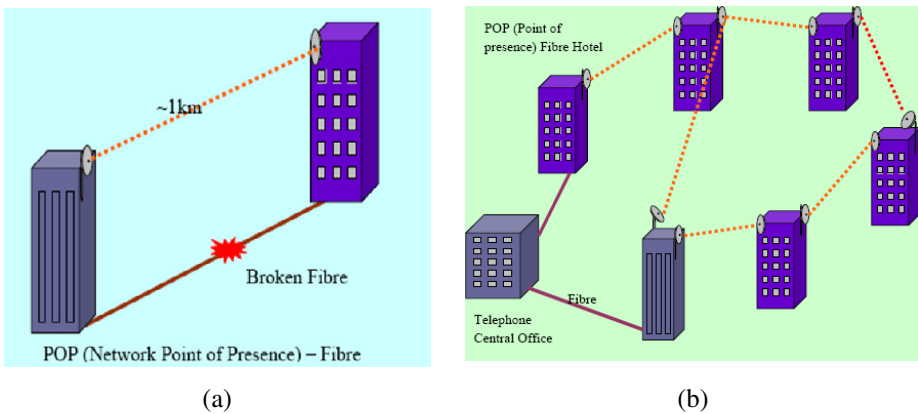 ~1km
Broken Fibre
POP (Network Point of Presence) – Fibre
(a)
POP (Point of
presence) Fibre Hotel
Fibre
Telephone
Central Office
(b)